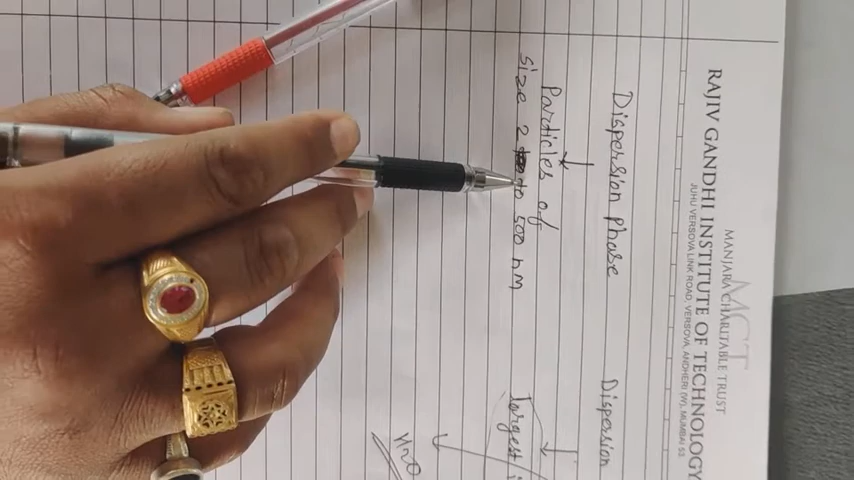 MANJARA CHARITABLE TRUST
RAJIV GANDHI INSTITUTE OF TECHNOLOGY
JUHU VERSOVA LINK ROAD, VERSOVA, ANDHERI (W), MUMBAI 53
MCT
Dispersion Phase
Dispersion
Particles of
size 2 to 500 nm
largest
H2O